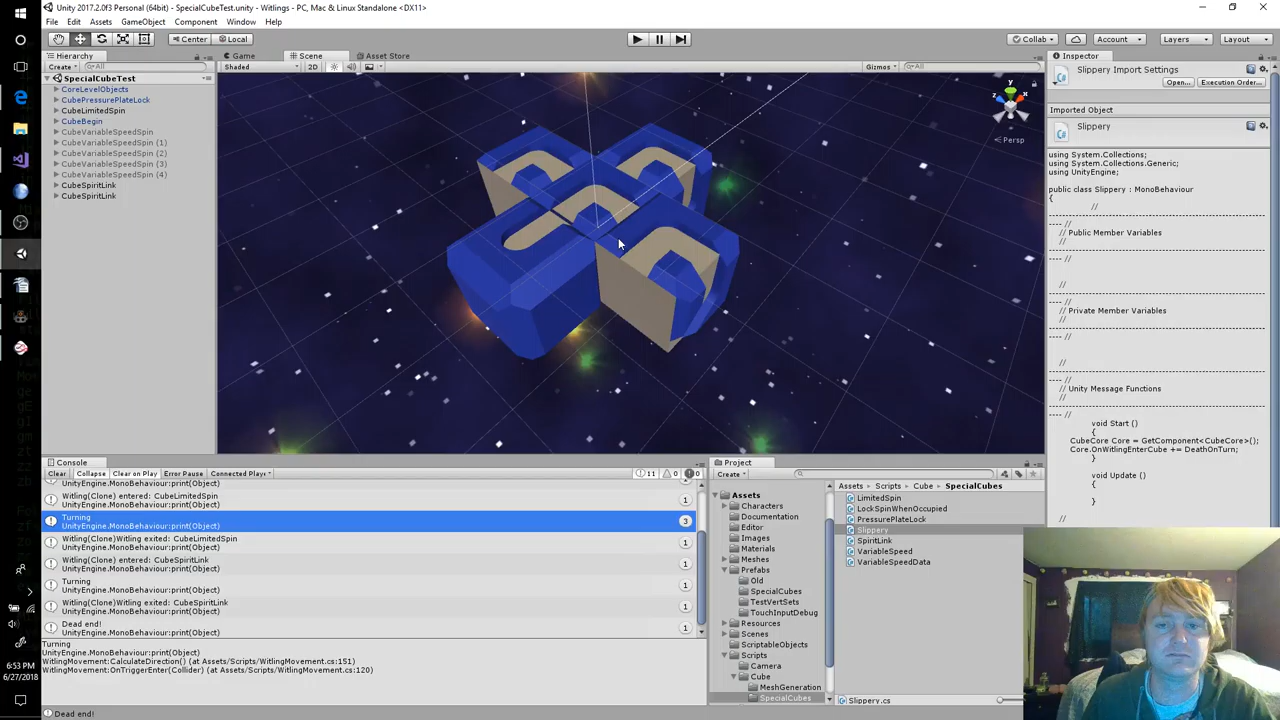 Unity 2017.2.0f3 Personal (64bit) - SpecialCubeTest.unity - Witlings - PC, Mac & Linux Standalone <DX11>
File Edit Assets GameObject Component Window Help
Center Local
Collab Account Layers Layout
Hierarchy
Game Scene Asset Store
Inspector
Create All
Shaded 2D Gizmos All
SpecialCubeTest
CoreLevelObjects
CubePressurePlateLock
CubeLimitedSpin
CubeBegin
CubeVariableSpeedSpin
CubeVariableSpeedSpin (1)
CubeVariableSpeedSpin (2)
CubeVariableSpeedSpin (3)
CubeVariableSpeedSpin (4)
CubeSpiritLink
CubeSpiritLink
y
x
Persp
Slippery Import Settings
Open... Execution Order...
Imported Object
Slippery
using System.Collections;
using System.Collections.Generic;
using UnityEngine;
public class Slippery : MonoBehaviour
{
//
---- //
// Public Member Variables
//
---- //
//
---- //
// Private Member Variables
//
---- //
//
---- //
// Unity Message Functions
//
---- //
void Start ()
{
CubeCore Core = GetComponent<CubeCore>();
Core.OnWitlingEnterCube += DeathOnTurn;
}
void Update ()
{
}
//
Console
Clear Collapse Clear on Play Error Pause Connected Player
11 0
UnityEngine.MonoBehaviour:print(Object)
Witling(Clone) entered: CubeLimitedSpin
UnityEngine.MonoBehaviour:print(Object) 1
Turning
UnityEngine.MonoBehaviour:print(Object) 3
Witling(Clone)Witling exited: CubeLimitedSpin
UnityEngine.MonoBehaviour:print(Object) 1
Witling(Clone) entered: CubeSpiritLink
UnityEngine.MonoBehaviour:print(Object) 1
Turning
UnityEngine.MonoBehaviour:print(Object) 1
Witling(Clone)Witling exited: CubeSpiritLink
UnityEngine.MonoBehaviour:print(Object) 1
Dead end!
UnityEngine.MonoBehaviour:print(Object) 1
Turning
UnityEngine.MonoBehaviour:print(Object)
WitlingMovement:CalculateDirection() (at Assets/Scripts/WitlingMovement.cs:151)
WitlingMovement:OnTriggerEnter(Collider) (at Assets/Scripts/WitlingMovement.cs:120)
Dead end!
Project
Create
Assets
Characters
Documentation
Editor
Images
Materials
Meshes
Prefabs
Old
SpecialCubes
TestVertSets
TouchInputDebug
Resources
Scenes
ScriptableObjects
Scripts
Camera
Cube
MeshGeneration
SpecialCubes
Assets Scripts Cube SpecialCubes
LimitedSpin
LockSpinWhenOccupied
PressurePlateLock
Slippery
SpiritLink
VariableSpeed
VariableSpeedData
Slippery.cs
6:53 PM
6/27/2018